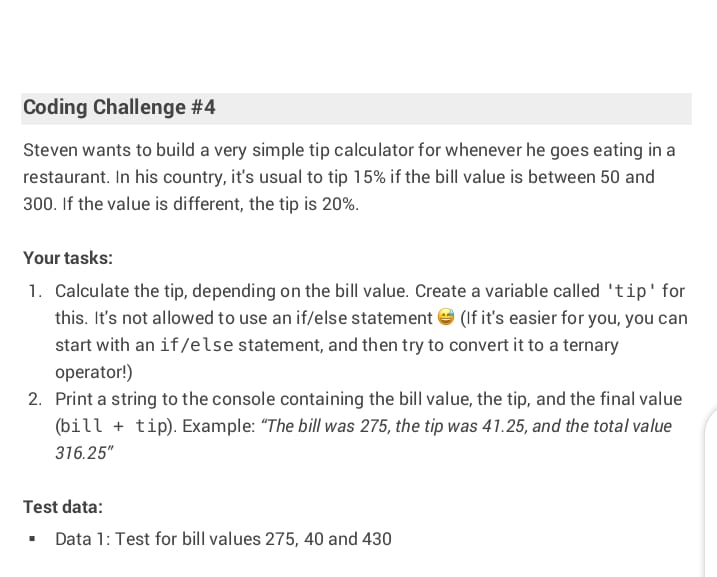 Coding Challenge #4
Steven wants to build a very simple tip calculator for whenever he goes eating in a
restaurant. In his country, it's usual to tip 15% if the bill value is between 50 and
300. If the value is different, the tip is 20%.
Your tasks:
1. Calculate the tip, depending on the bill value. Create a variable called 'tip' for
this. It's not allowed to use an if/else statement 😅 (If it's easier for you, you can
start with an if/else statement, and then try to convert it to a ternary
operator!)
2. Print a string to the console containing the bill value, the tip, and the final value
(bill + tip). Example: “The bill was 275, the tip was 41.25, and the total value
316.25”
Test data:
▪ Data 1: Test for bill values 275, 40 and 430